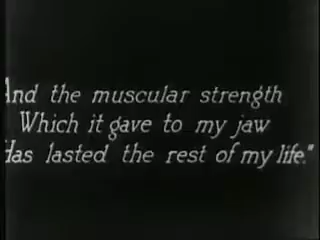 And the muscular strength
Which it gave to my jaw
Has lasted the rest of my life."